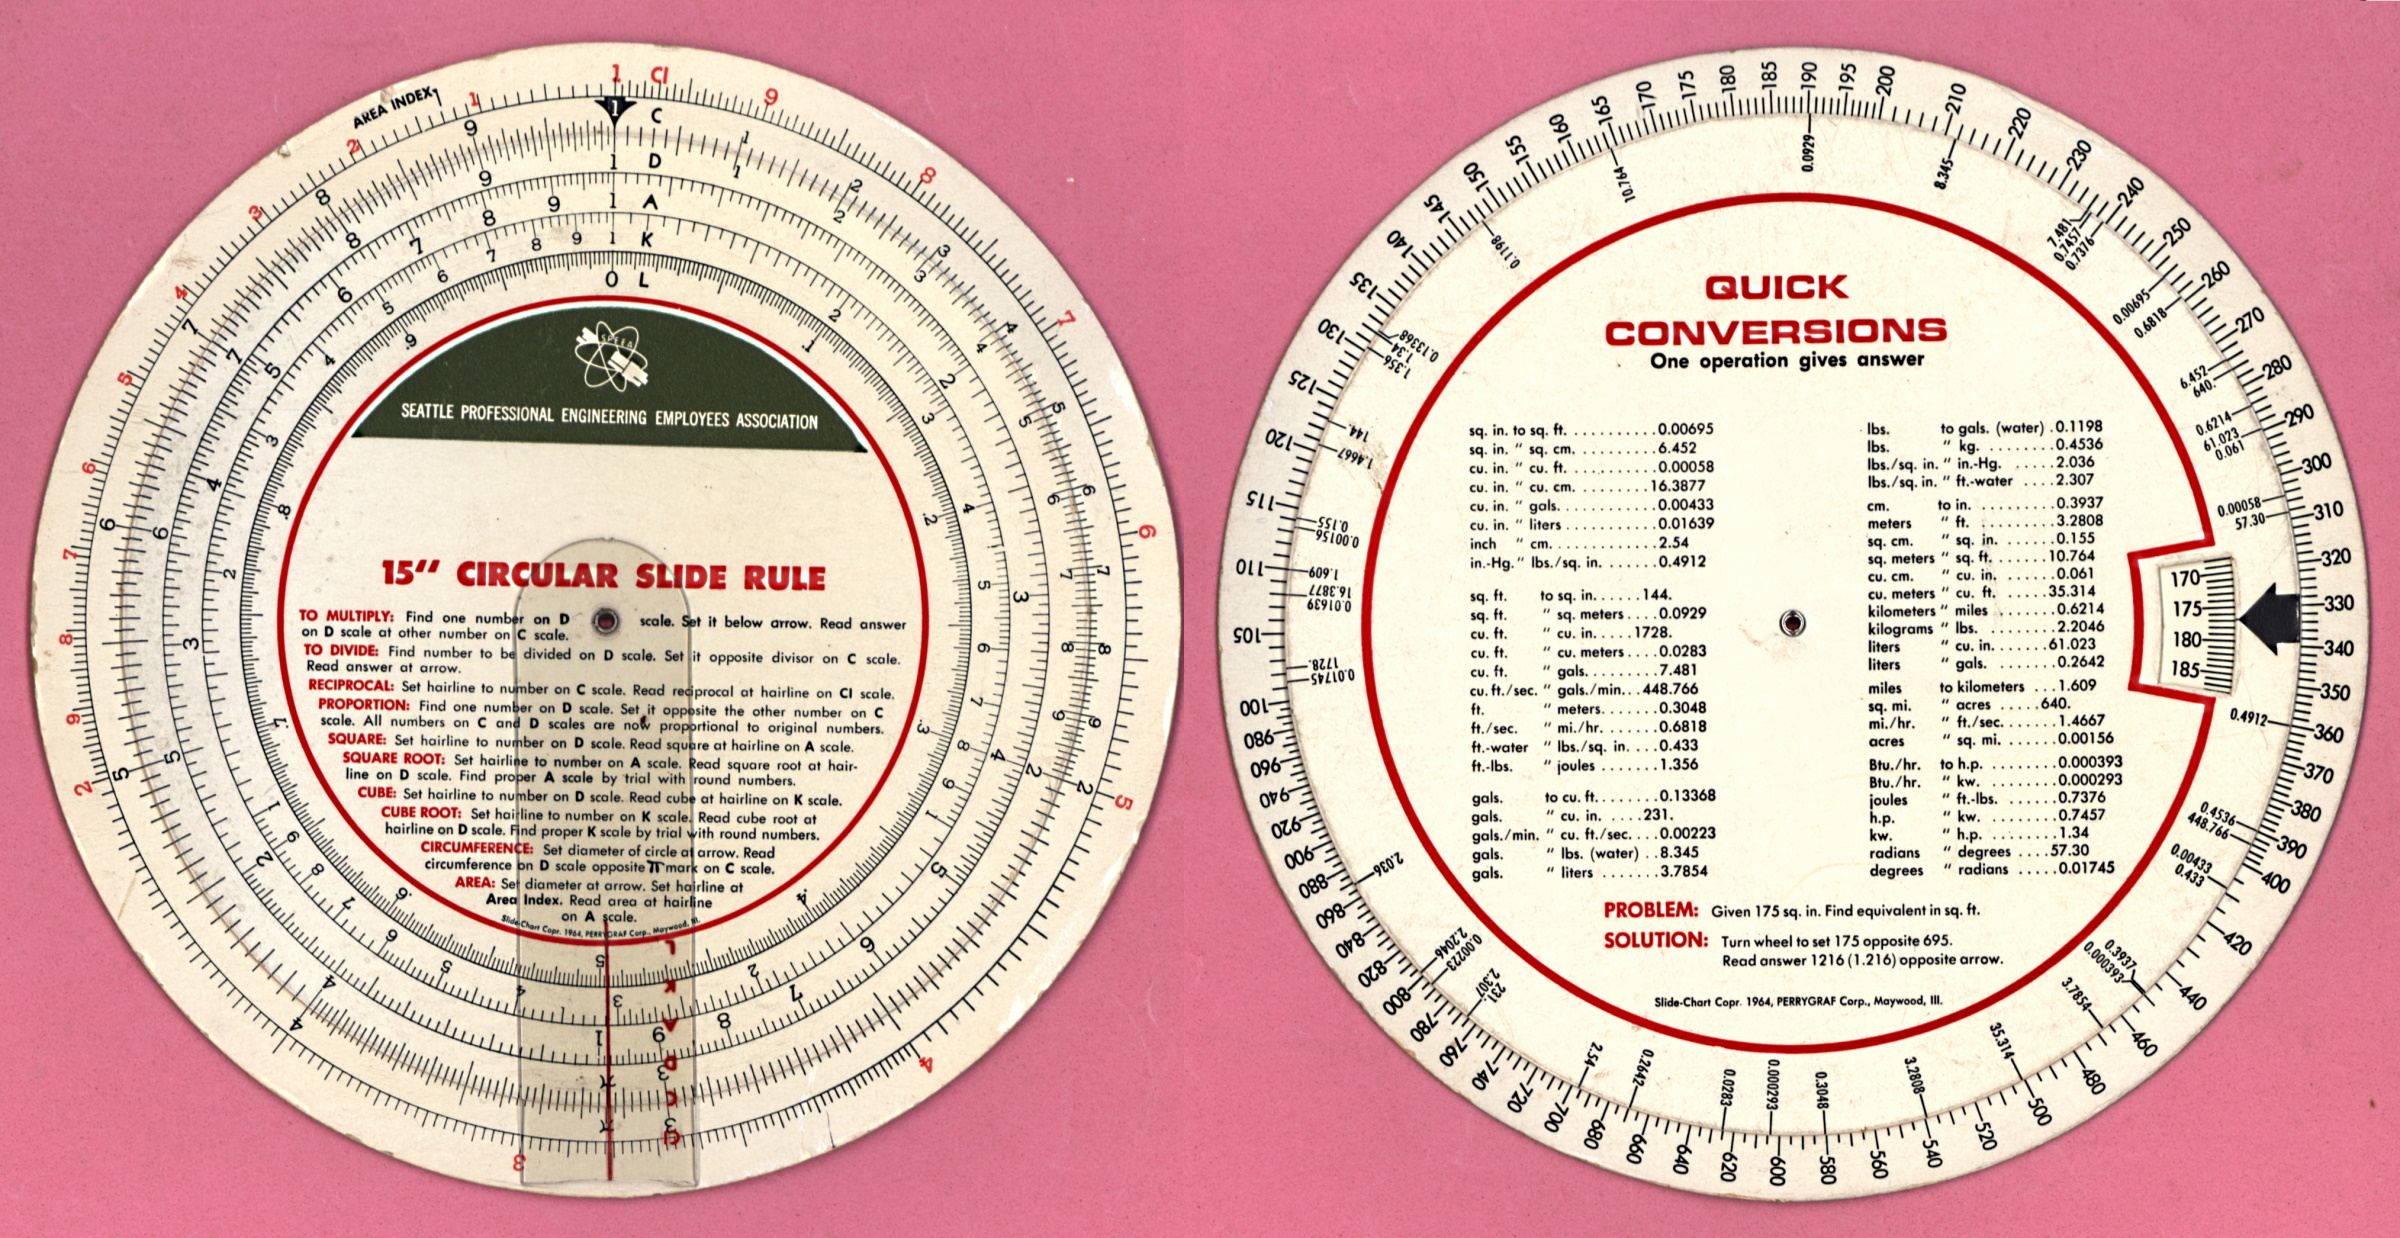 AREA INDEX
1 CI
C
D
A
K
L
SPEEA
SEATTLE PROFESSIONAL ENGINEERING EMPLOYEES ASSOCIATION
15" CIRCULAR SLIDE RULE
TO MULTIPLY: Find one number on D scale. Set it below arrow. Read answer
on D scale at other number on C scale.
TO DIVIDE: Find number to be divided on D scale. Set it opposite divisor on C scale.
Read answer at arrow.
RECIPROCAL: Set hairline to number on C scale. Read reciprocal at hairline on CI scale.
PROPORTION: Find one number on D scale. Set it opposite the other number on C
scale. All numbers on C and D scales are now proportional to original numbers.
SQUARE: Set hairline to number on D scale. Read square at hairline on A scale.
SQUARE ROOT: Set hairline to number on A scale. Read square root at hair-
line on D scale. Find proper A scale by trial with round numbers.
CUBE: Set hairline to number on D scale. Read cube at hairline on K scale.
CUBE ROOT: Set hairline to number on K scale. Read cube root at
hairline on D scale. Find proper K scale by trial with round numbers.
CIRCUMFERENCE: Set diameter of circle at arrow. Read
circumference on D scale opposite π mark on C scale.
AREA: Set diameter at arrow. Set hairline at
Area Index. Read area at hairline
on A scale.
Slide-Chart Copr. 1964, PERRYGRAF Corp., Maywood, Ill.
L
K
A
D
C
CI
QUICK
CONVERSIONS
One operation gives answer
sq. in. to sq. ft. .......... 0.00695
sq. in. " sq. cm. ......... 6.452
cu. in. " cu. ft. .......... 0.00058
cu. in. " cu. cm. ......... 16.3877
cu. in. " gals. .......... 0.00433
cu. in. " liters .......... 0.01639
inch " cm. ........... 2.54
in.-Hg. " lbs./sq. in. ....... 0.4912
sq. ft. to sq. in. ...... 144.
sq. ft. " sq. meters .... 0.0929
cu. ft. " cu. in. ..... 1728.
cu. ft. " cu. meters .... 0.0283
cu. ft. " gals. ........ 7.481
cu. ft./sec. " gals./min. .. 448.766
ft. " meters. ....... 0.3048
ft./sec. " mi./hr. ....... 0.6818
ft.-water " lbs./sq. in. .... 0.433
ft.-lbs. " joules ....... 1.356
gals. to cu. ft. ....... 0.13368
gals. " cu. in. ..... 231.
gals./min. " cu. ft./sec. ... 0.00223
gals. " lbs. (water) .. 8.345
gals. " liters ....... 3.7854
lbs. to gals. (water) . 0.1198
lbs. " kg. ......... 0.4536
lbs./sq. in. " in.-Hg. ..... 2.036
lbs./sq. in. " ft.-water .... 2.307
cm. to in. ......... 0.3937
meters " ft. ......... 3.2808
sq. cm. " sq. in. ...... 0.155
sq. meters " sq. ft. ...... 10.764
cu. cm. " cu. in. ...... 0.061
cu. meters " cu. ft. ...... 35.314
kilometers " miles ....... 0.6214
kilograms " lbs. ........ 2.2046
liters " cu. in. ...... 61.023
liters " gals. ....... 0.2642
miles to kilometers ... 1.609
sq. mi. " acres ..... 640.
mi./hr. " ft./sec. ...... 1.4667
acres " sq. mi. ...... 0.00156
Btu./hr. to h.p. ....... 0.000393
Btu./hr. " kw. ........ 0.000293
joules " ft.-lbs. ...... 0.7376
h.p. " kw. ........ 0.7457
kw. " h.p. ........ 1.34
radians " degrees .... 57.30
degrees " radians ..... 0.01745
170
175
180
185
PROBLEM: Given 175 sq. in. Find equivalent in sq. ft.
SOLUTION: Turn wheel to set 175 opposite 695.
Read answer 1216 (1.216) opposite arrow.
Slide-Chart Copr. 1964, PERRYGRAF Corp., Maywood, Ill.